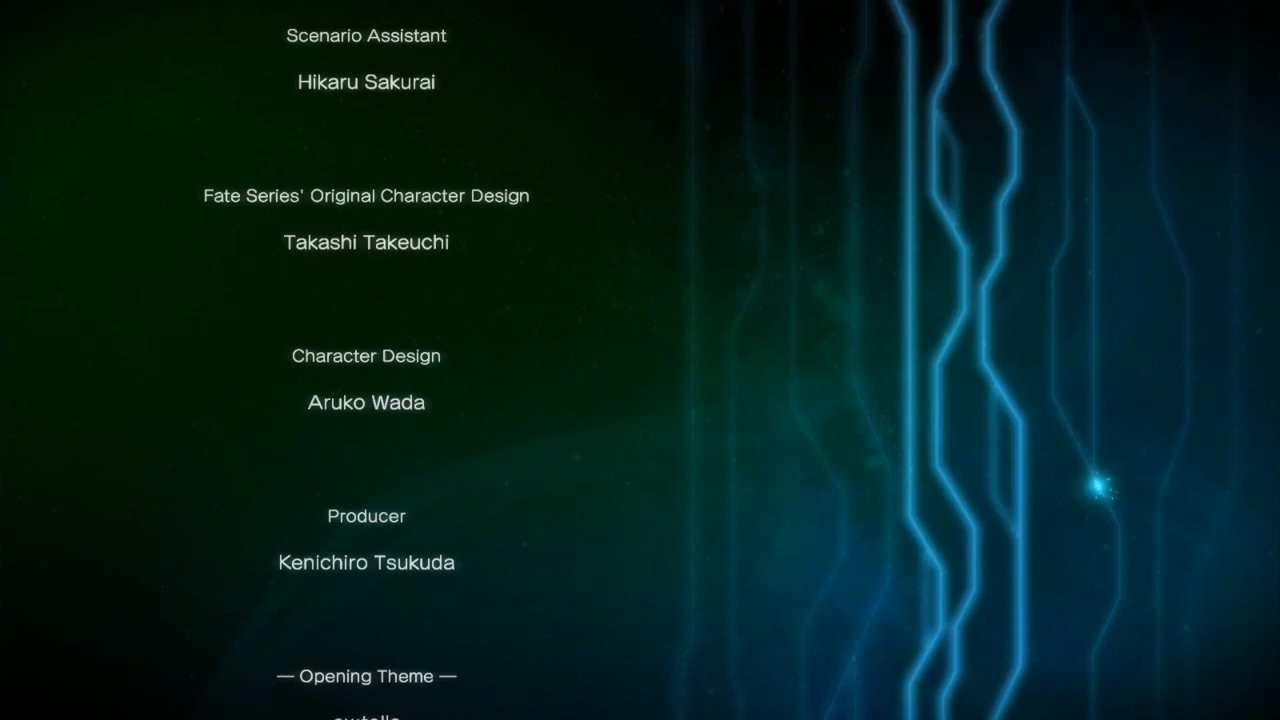 Scenario Assistant
Hikaru Sakurai
Fate Series' Original Character Design
Takashi Takeuchi
Character Design
Aruko Wada
Producer
Kenichiro Tsukuda
— Opening Theme —